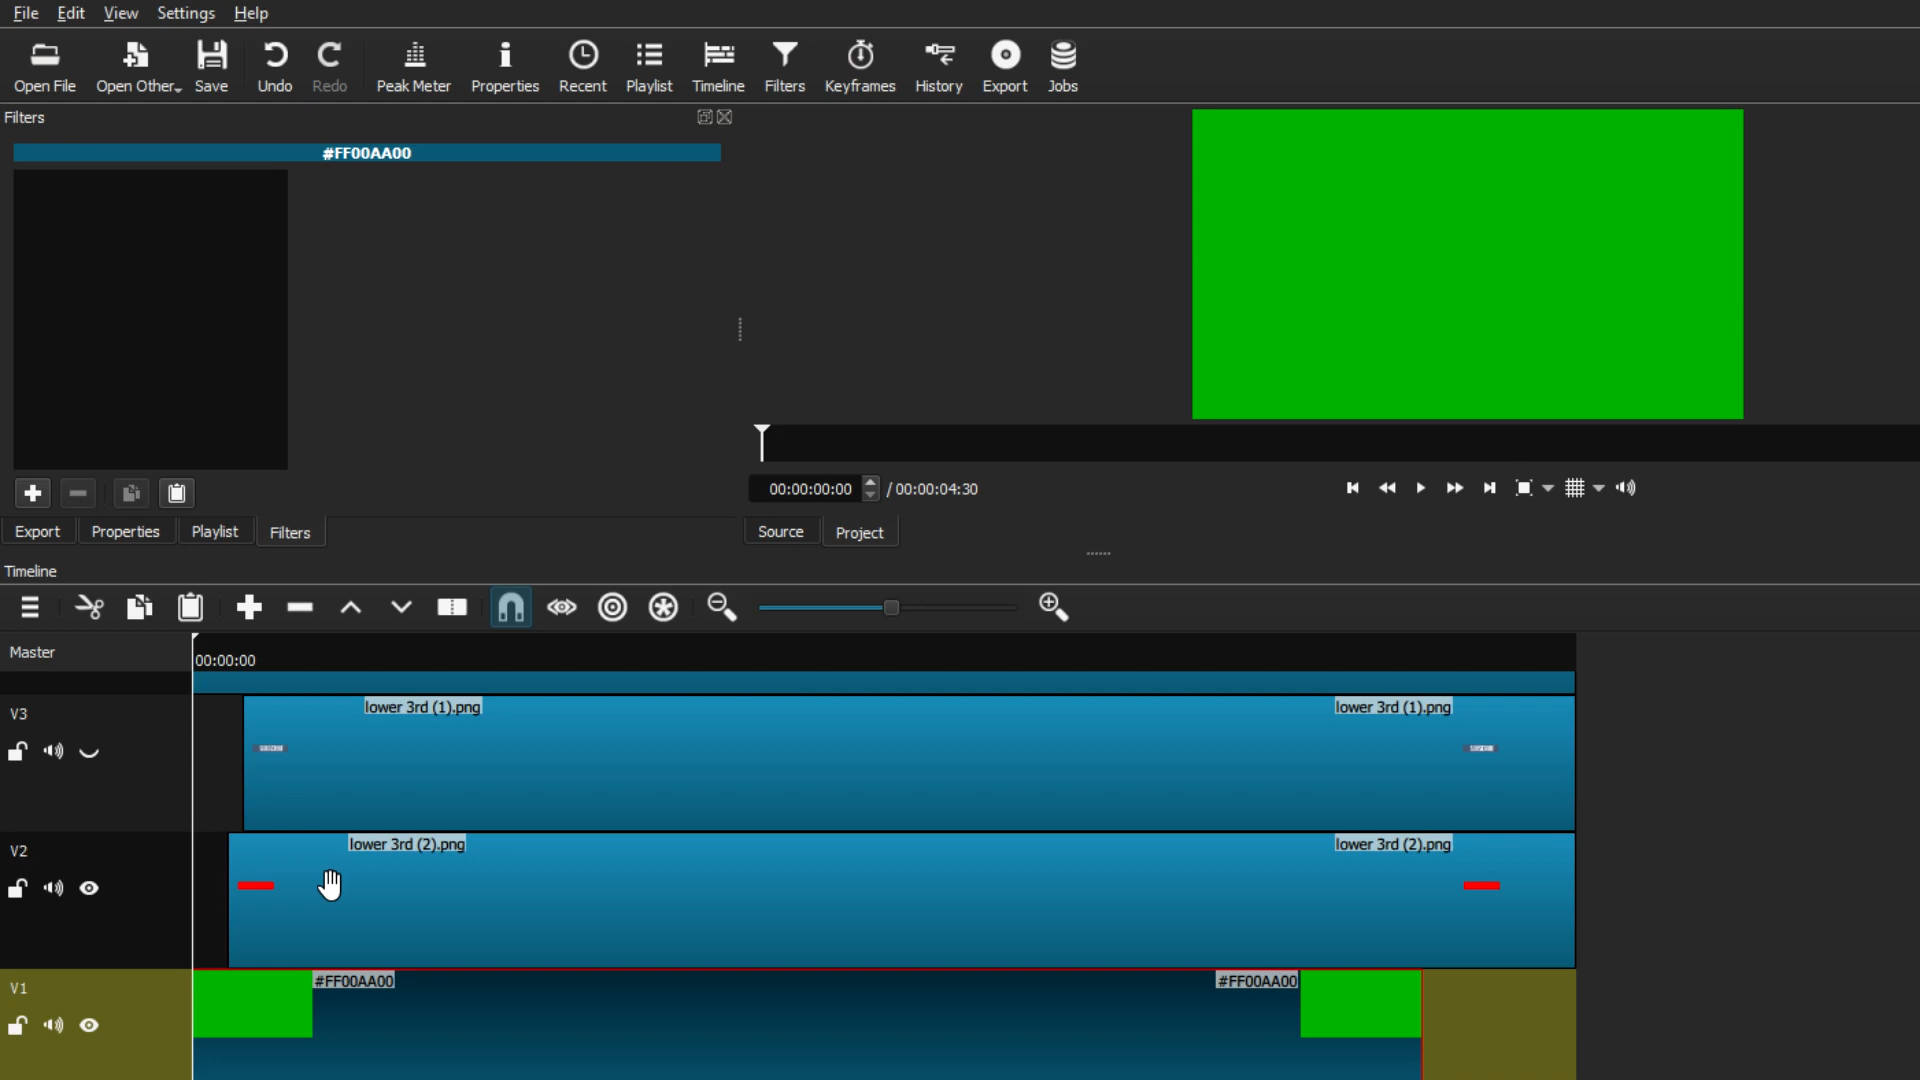 File Edit View Settings Help
Open File Open Other Save Undo Redo Peak Meter Properties Recent Playlist Timeline Filters Keyframes History Export Jobs
Filters
#FF00AA00
00:00:00:00 / 00:00:04:30
Export Properties Playlist Filters Source Project
Timeline
Master
00:00:00
V3
lower 3rd (1).png lower 3rd (1).png
V2
lower 3rd (2).png lower 3rd (2).png
V1
#FF00AA00 #FF00AA00